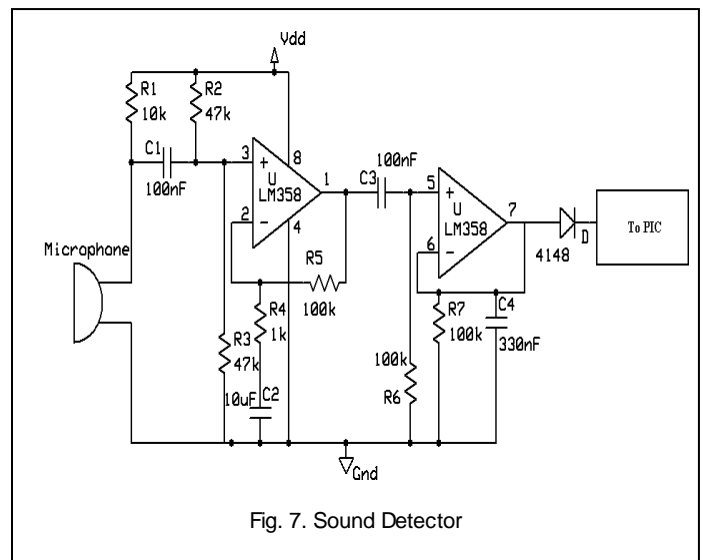 Vdd
R1
10k
R2
47k
C1
100nF
3
+
U
LM358
8
1
2
-
4
C3
100nF
5
+
U
LM358
7
6
-
4148
D
To PIC
Microphone
R5
100k
R4
1k
R3
47k
10uF
C2
100k
R6
R7
100k
C4
330nF
Gnd
Fig. 7. Sound Detector